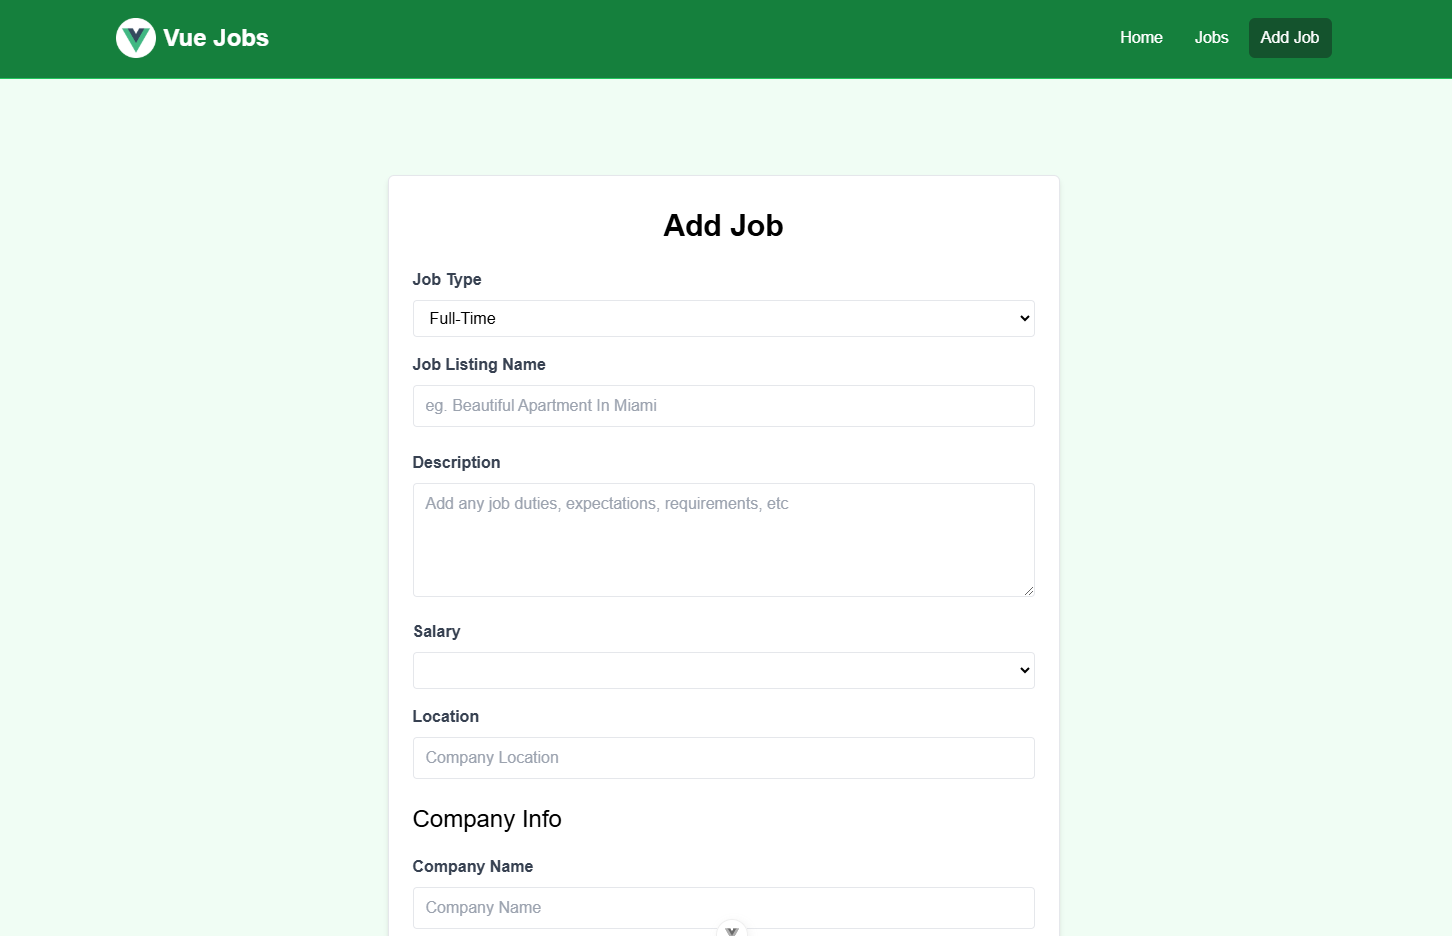 Vue Jobs
Home
Jobs
Add Job
Add Job
Job Type
Full-Time
Job Listing Name
eg. Beautiful Apartment In Miami
Description
Add any job duties, expectations, requirements, etc
Salary
Location
Company Location
Company Info
Company Name
Company Name